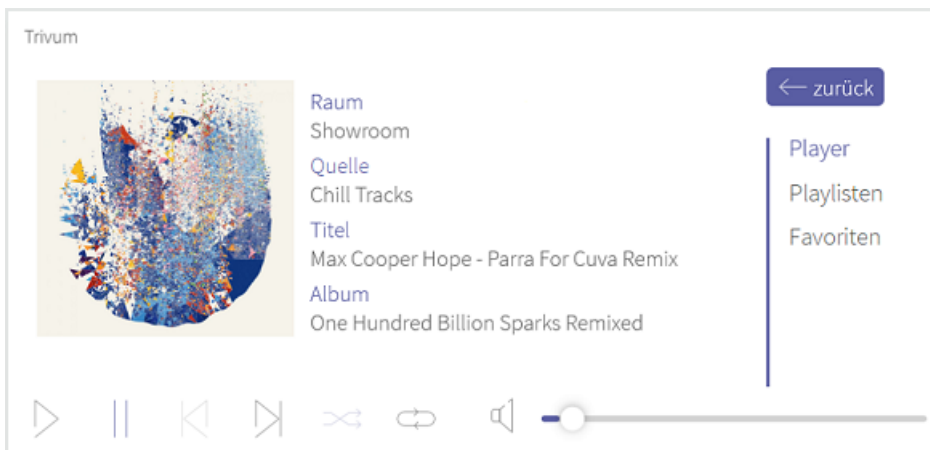 Trivum
Raum
Showroom
Quelle
Chill Tracks
Titel
Max Cooper Hope - Parra For Cuva Remix
Album
One Hundred Billion Sparks Remixed
← zurück
Player
Playlisten
Favoriten